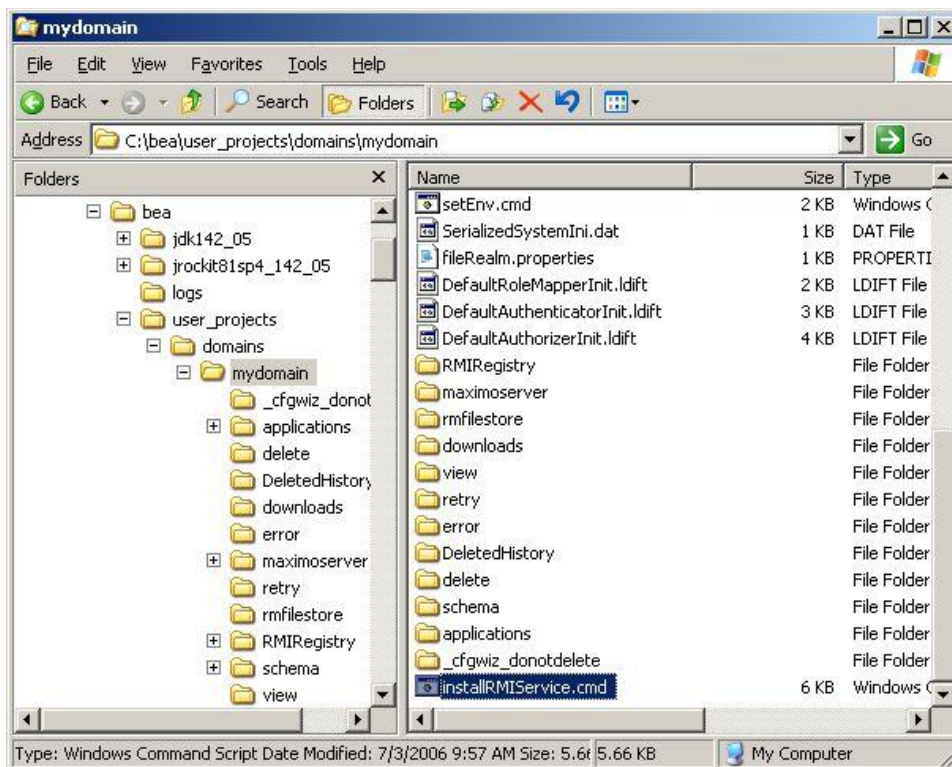 mydomain
File Edit View Favorites Tools Help
Back Search Folders
Address C:\bea\user_projects\domains\mydomain Go
Folders
bea
jdk142_05
jrockit81sp4_142_05
logs
user_projects
domains
mydomain
_cfgwiz_donot
applications
delete
DeletedHistory
downloads
error
maximoserver
retry
rmfilestore
RMIRegistry
schema
view
Name Size Type
setEnv.cmd 2 KB Windows C
SerializedSystemIni.dat 1 KB DAT File
fileRealm.properties 1 KB PROPERTI
DefaultRoleMapperInit.ldift 2 KB LDIFT File
DefaultAuthenticatorInit.ldift 3 KB LDIFT File
DefaultAuthorizerInit.ldift 4 KB LDIFT File
RMIRegistry File Folder
maximoserver File Folder
rmfilestore File Folder
downloads File Folder
view File Folder
retry File Folder
error File Folder
DeletedHistory File Folder
delete File Folder
schema File Folder
applications File Folder
_cfgwiz_donotdelete File Folder
installRMIService.cmd 6 KB Windows C
Type: Windows Command Script Date Modified: 7/3/2006 9:57 AM Size: 5.66 5.66 KB My Computer